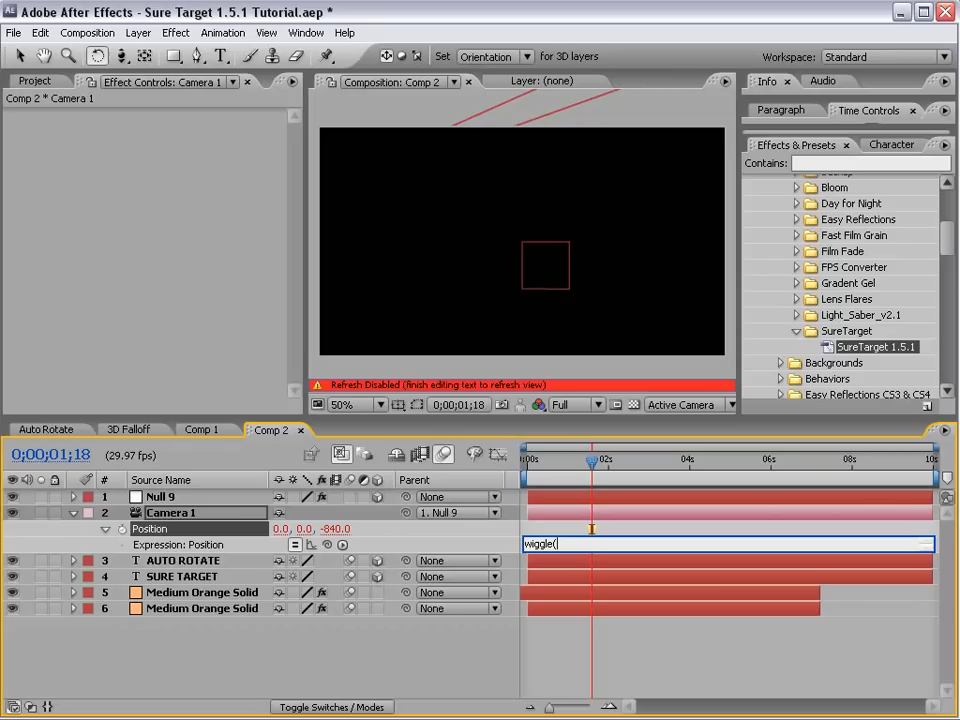 Adobe After Effects - Sure Target 1.5.1 Tutorial.aep *
File Edit Composition Layer Effect Animation View Window Help
Set Orientation for 3D layers Workspace: Standard
Project Effect Controls: Camera 1 Composition: Comp 2 Layer: (none) Info Audio
Comp 2 * Camera 1
Paragraph Time Controls
Effects & Presets Character
Contains:
Bloom
Day for Night
Easy Reflections
Fast Film Grain
Film Fade
FPS Converter
Gradent Gel
Lens Flares
Light_Saber_v2.1
SureTarget
SureTarget 1.5.1
Backgrounds
Behaviors
Easy Reflections CS3 & CS4
Refresh Disabled (finish editing text to refresh view)
50% 0;00;01;18 Full Active Camera
Auto Rotate 3D Falloff Comp 1 Comp 2
0;00;01;18 (29.97 fps) :00s 02s 04s 06s 08s 10s
# Source Name Parent
1 Null 9 None
2 Camera 1 1. Null 9
Position 0.0, 0.0, -840.0
Expression: Position wiggle(
3 T AUTO ROTATE None
4 T SURE TARGET None
5 Medium Orange Solid None
6 Medium Orange Solid None
Toggle Switches / Modes